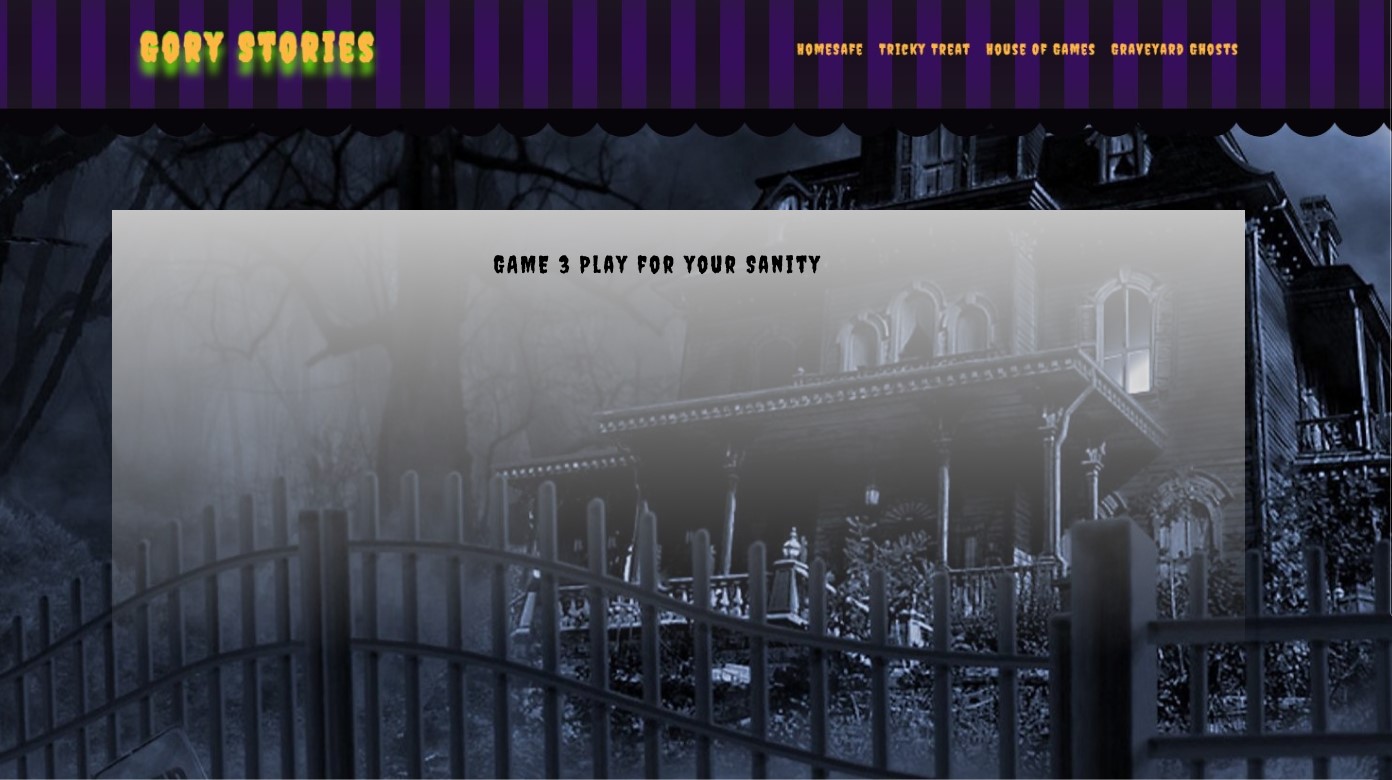 GORY STORIES
HOMESAFE TRICKY TREAT HOUSE OF GAMES GRAVEYARD GHOSTS
GAME 3 PLAY FOR YOUR SANITY